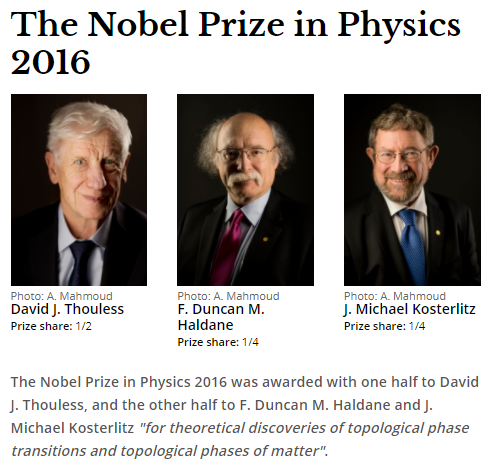 The Nobel Prize in Physics
2016
Photo: A. Mahmoud
David J. Thouless
Prize share: 1/2
Photo: A. Mahmoud
F. Duncan M.
Haldane
Prize share: 1/4
Photo: A. Mahmoud
J. Michael Kosterlitz
Prize share: 1/4
The Nobel Prize in Physics 2016 was awarded with one half to David
J. Thouless, and the other half to F. Duncan M. Haldane and J.
Michael Kosterlitz "for theoretical discoveries of topological phase
transitions and topological phases of matter".